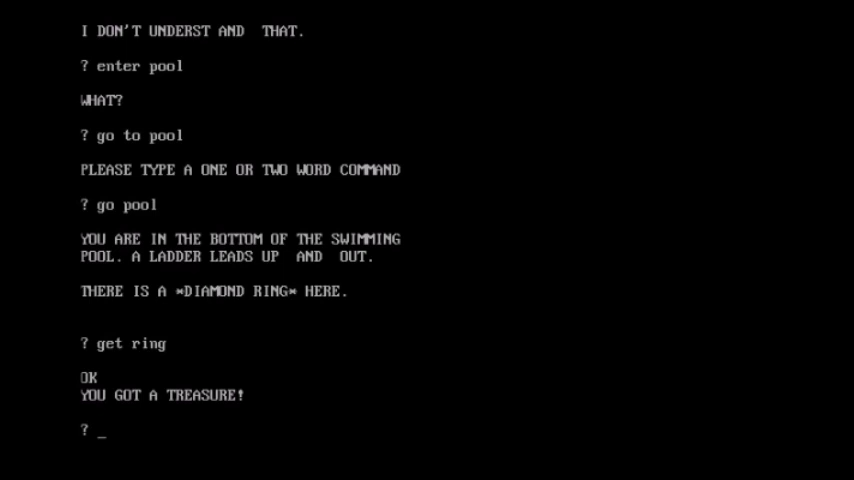 I DON'T UNDERST AND  THAT.
? enter pool
WHAT?
? go to pool
PLEASE TYPE A ONE OR TWO WORD COMMAND
? go pool
YOU ARE IN THE BOTTOM OF THE SWIMMING
POOL. A LADDER LEADS UP  AND  OUT.
THERE IS A *DIAMOND RING* HERE.
? get ring
OK
YOU GOT A TREASURE!
? _